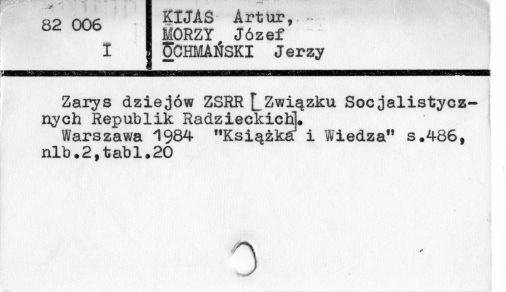 82 006
I
KIJAS Artur,
MORZY Józef
OCHMAŃSKI Jerzy
Zarys dziejów ZSRR [Związku Socjalistycz-
nych Republik Radzieckich].
Warszawa 1984 "Książka i Wiedza" s.486,
nlb.2,tabl.20